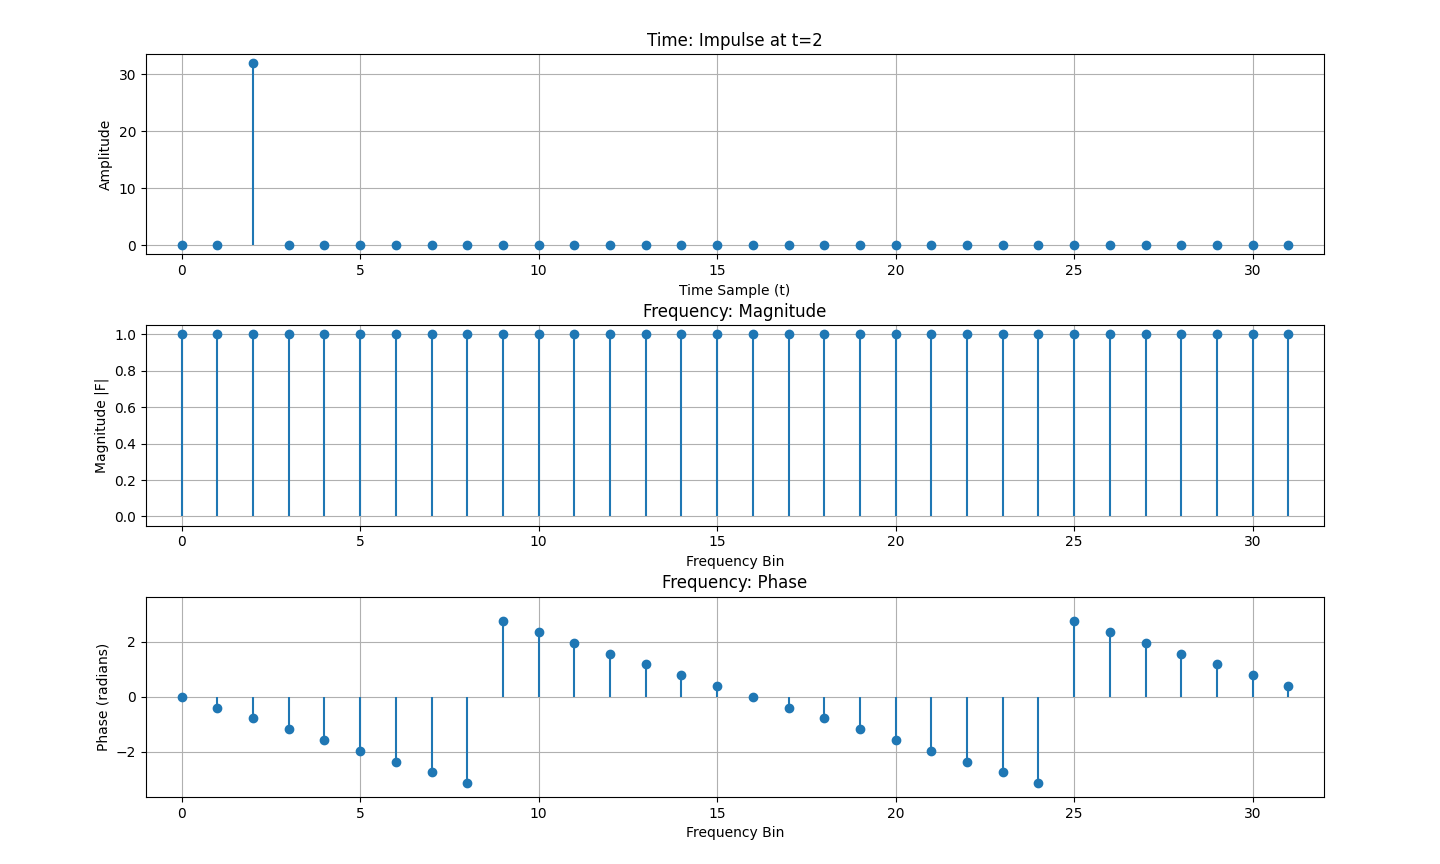 Time: Impulse at t=2
30
20
10
0
Amplitude
0 5 10 15 20 25 30
Time Sample (t)
Frequency: Magnitude
1.0
0.8
0.6
0.4
0.2
0.0
Magnitude |F|
0 5 10 15 20 25 30
Frequency Bin
Frequency: Phase
2
0
−2
Phase (radians)
0 5 10 15 20 25 30
Frequency Bin